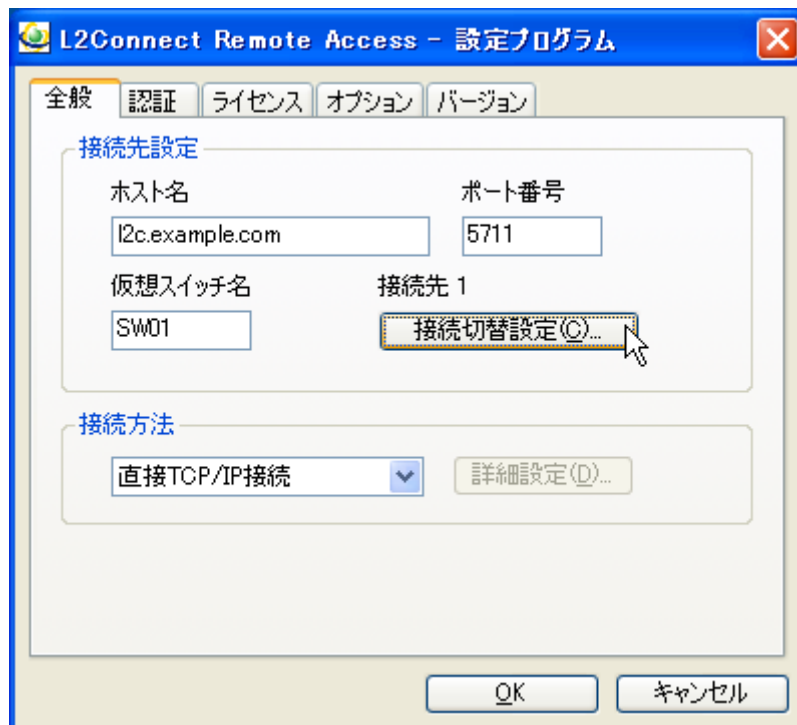 L2Connect Remote Access - 設定プログラム
全般 認証 ライセンス オプション バージョン
接続先設定
ホスト名 ポート番号
l2c.example.com 5711
仮想スイッチ名 接続先 1
SW01 接続切替設定(C)...
接続方法
直接TCP/IP接続 詳細設定(D)...
OK キャンセル